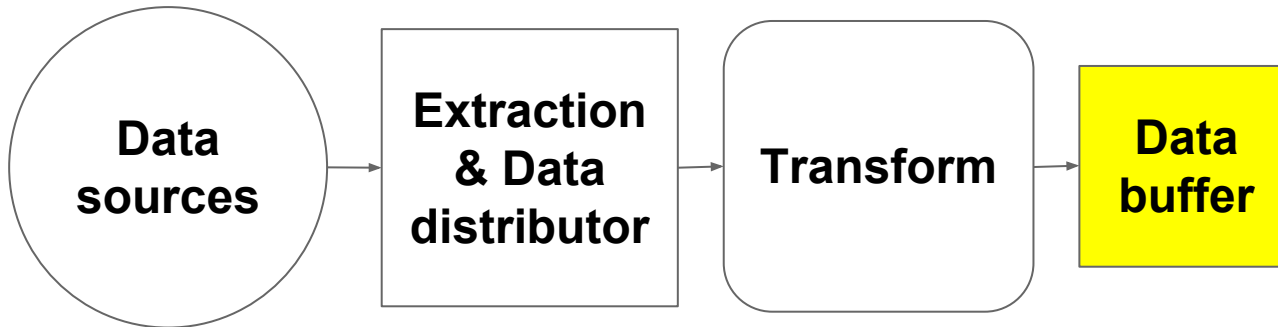 Data
sources
Extraction
& Data
distributor
Transform
Data
buffer